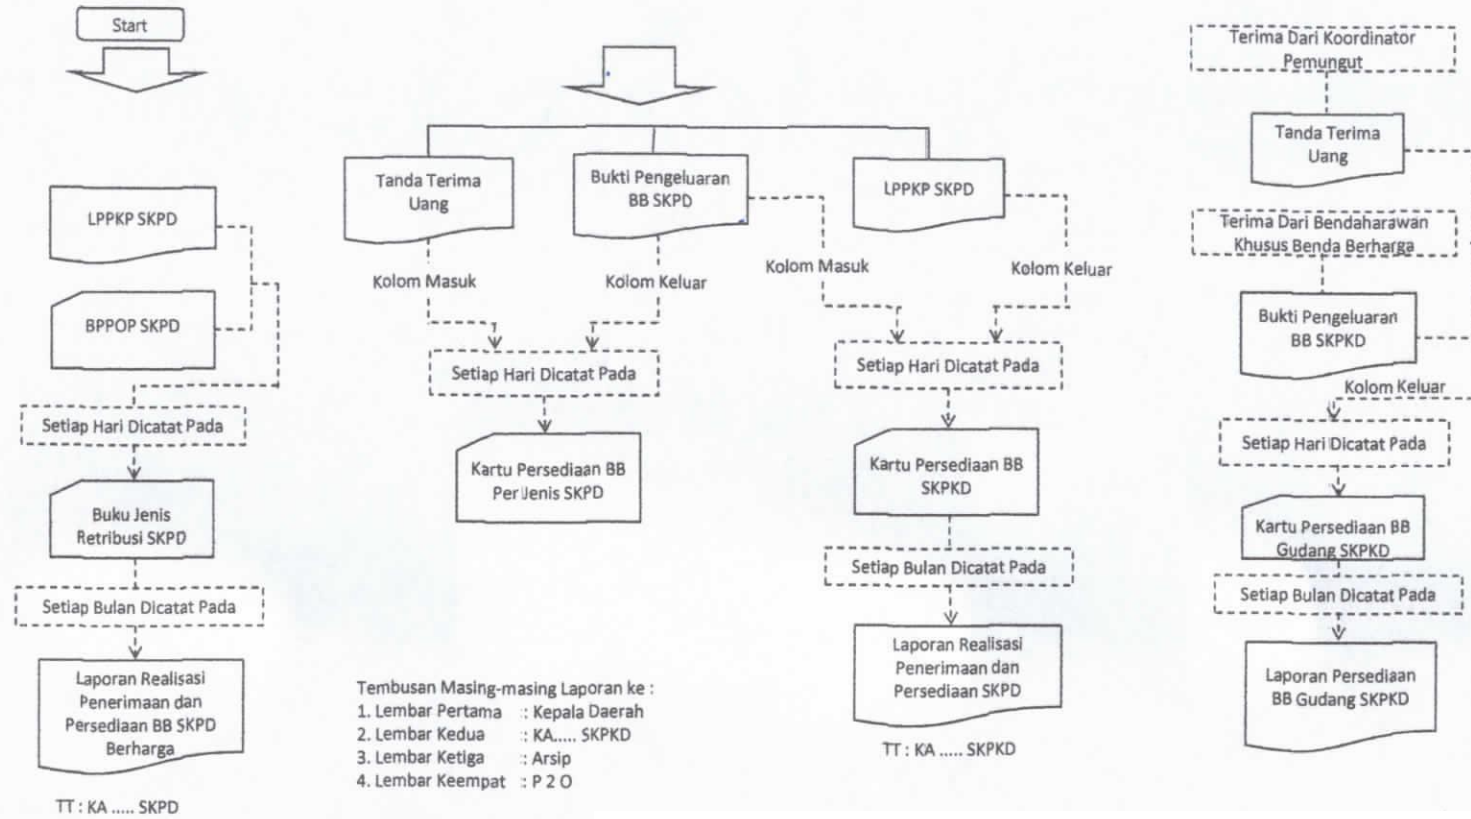 Start
LPPKP SKPD
BPPOP SKPD
Setiap Hari Dicatat Pada
Buku Jenis
Retribusi SKPD
Setiap Bulan Dicatat Pada
Laporan Realisasi
Penerimaan dan
Persediaan BB SKPD
Berharga
TT : KA ..... SKPD
Tanda Terima
Uang
Bukti Pengeluaran
BB SKPD
LPPKP SKPD
Kolom Masuk
Kolom Keluar
Kolom Masuk
Kolom Keluar
Setiap Hari Dicatat Pada
Kartu Persediaan BB
Per Jenis SKPD
Setiap Hari Dicatat Pada
Kartu Persediaan BB
SKPKD
Setiap Bulan Dicatat Pada
Laporan Realisasi
Penerimaan dan
Persediaan SKPD
TT : KA ..... SKPKD
Tembusan Masing-masing Laporan ke :
1. Lembar Pertama : Kepala Daerah
2. Lembar Kedua : KA..... SKPKD
3. Lembar Ketiga : Arsip
4. Lembar Keempat : P 2 O
Terima Dari Koordinator
Pemungut
Tanda Terima
Uang
Terima Dari Bendaharawan
Khusus Benda Berharga
Bukti Pengeluaran
BB SKPKD
Kolom Keluar
Setiap Hari Dicatat Pada
Kartu Persediaan BB
Gudang SKPKD
Setiap Bulan Dicatat Pada
Laporan Persediaan
BB Gudang SKPKD